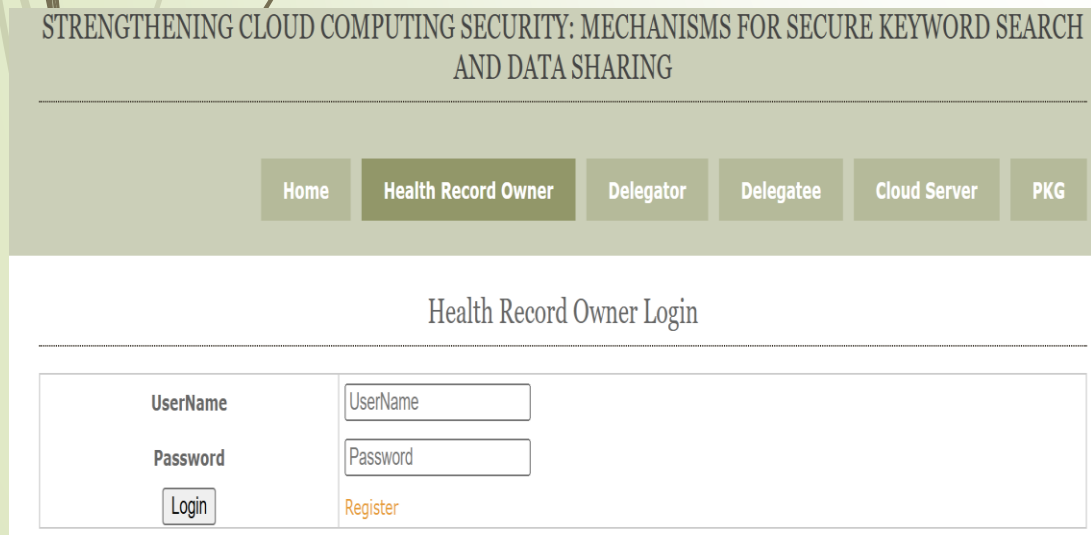 STRENGTHENING CLOUD COMPUTING SECURITY: MECHANISMS FOR SECURE KEYWORD SEARCH
AND DATA SHARING
Home Health Record Owner Delegator Delegatee Cloud Server PKG
Health Record Owner Login
UserName UserName
Password Password
Login Register